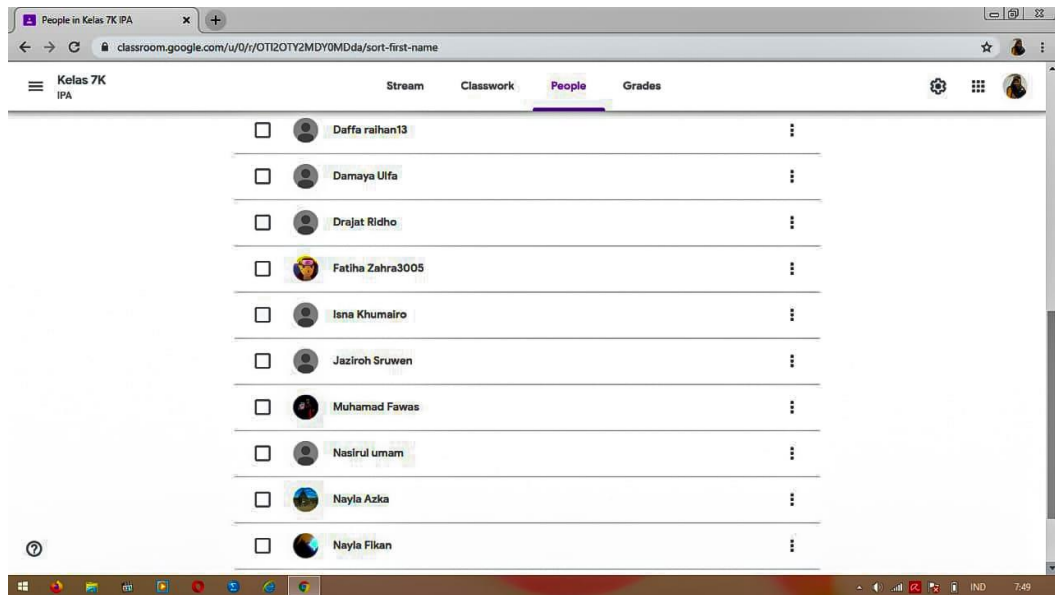 People in Kelas 7K IPA
classroom.google.com/u/0/r/OTI2OTY2MDY0MDda/sort-first-name
Kelas 7K
IPA
Stream Classwork People Grades
Daffa raihan13
Damaya Ulfa
Drajat Ridho
Fatiha Zahra3005
Isna Khumairo
Jaziroh Sruwen
Muhamad Fawas
Nasirul umam
Nayla Azka
Nayla Fikan
IND 7:49